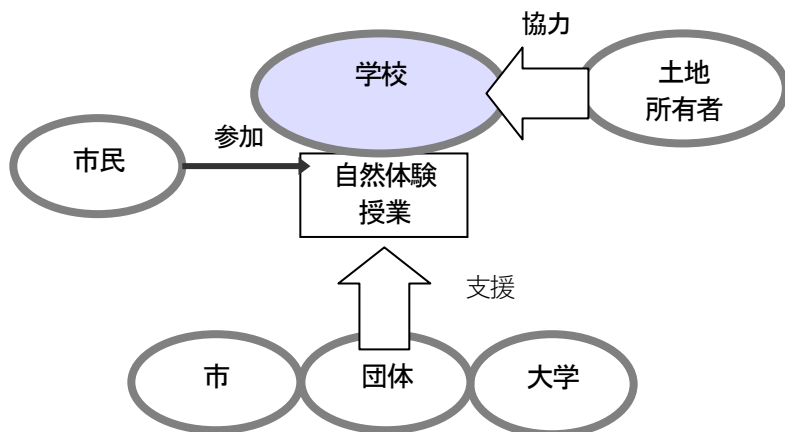 協力
学校
土地
所有者
参加
市民
自然体験
授業
支援
市
団体
大学